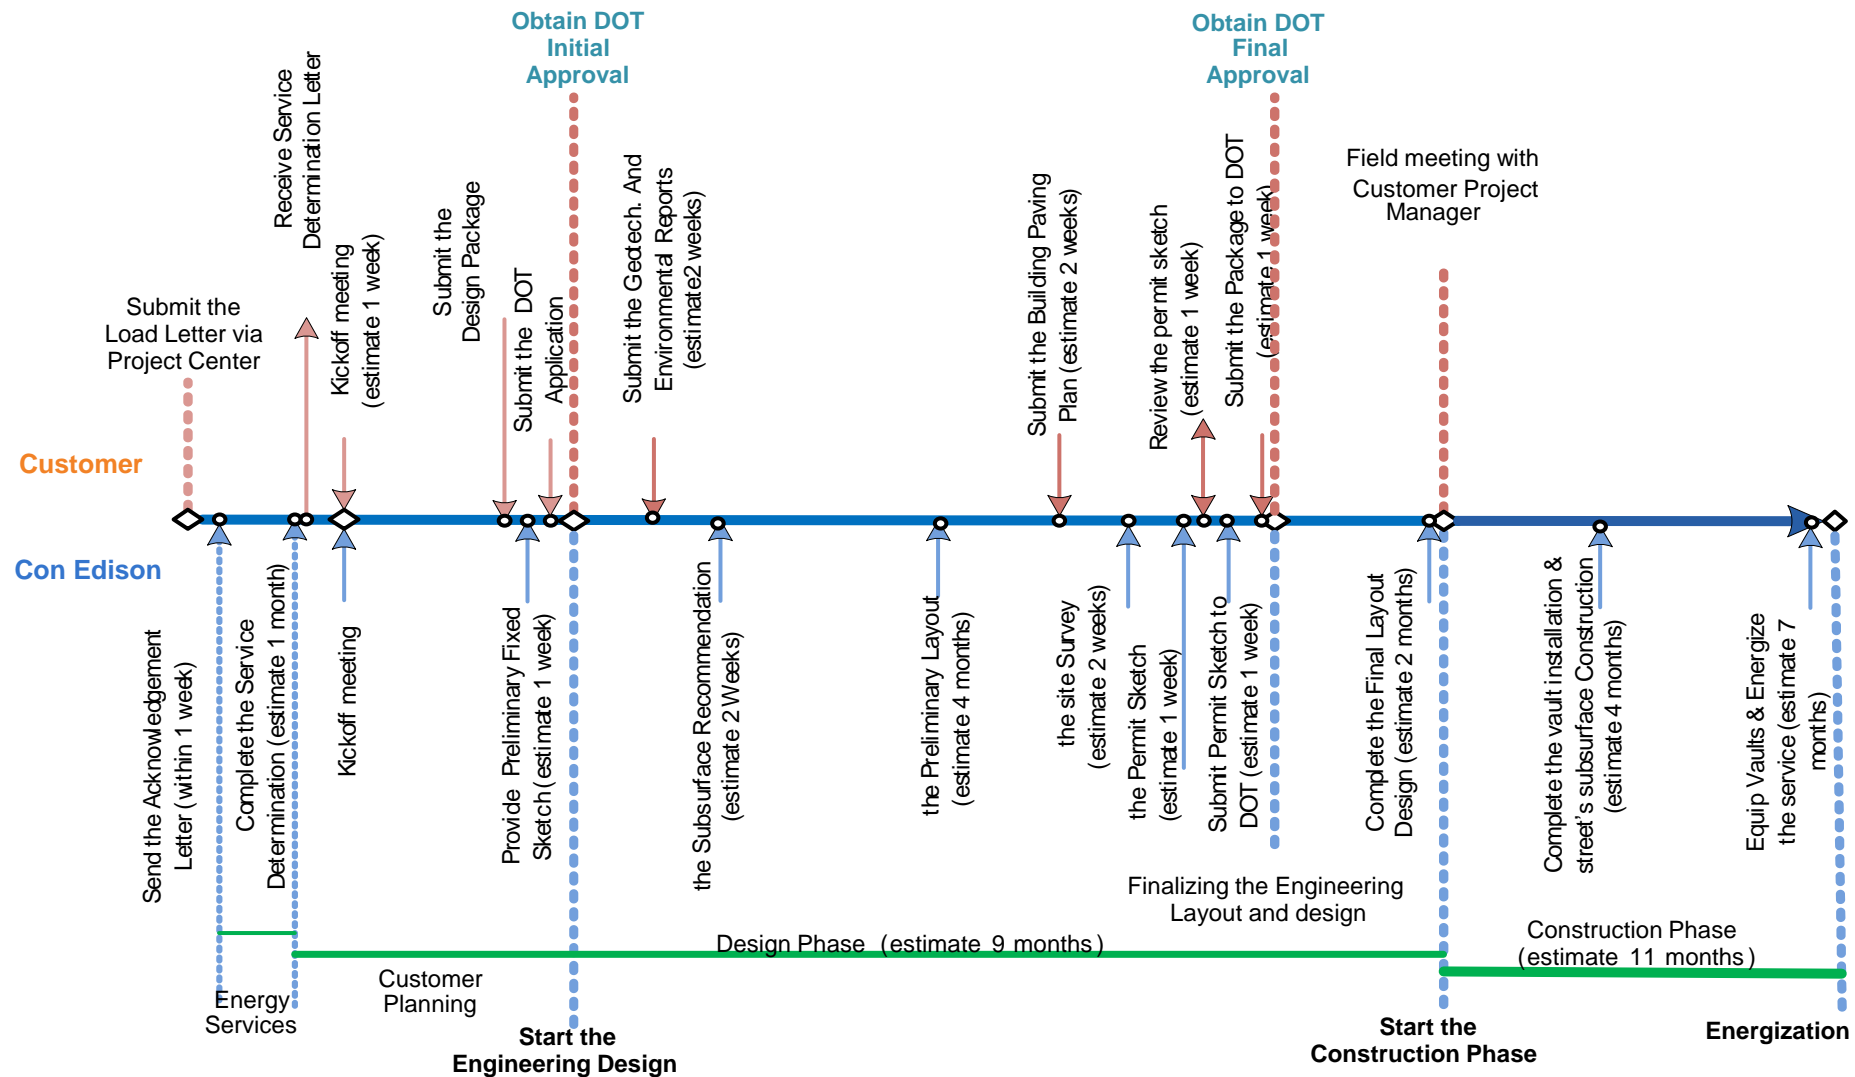 Obtain DOT
Initial
Approval
Obtain DOT
Final
Approval
Receive Service
Determination Letter
Kickoff meeting
(estimate 1 week)
Submit the
Design Package
Submit the DOT
Application
Submit the Geotech. And
Environmental Reports
(estimate2 weeks)
Submit the Building Paving
Plan (estimate 2 weeks)
Review the permit sketch
(estimate 1 week)
Submit the Package to DOT
(estimate 1 week)
Field meeting with
Customer Project
Manager
Submit the
Load Letter via
Project Center
Customer
Con Edison
Send the Acknowledgement
Letter (within 1 week)
Complete the Service
Determination (estimate 1 month)
Kickoff meeting
Provide Preliminary Fixed
Sketch (estimate 1 week)
the Subsurface Recommendation
(estimate 2 Weeks)
the Preliminary Layout
(estimate 4 months)
the site Survey
(estimate 2 weeks)
the Permit Sketch
(estimate 1 week)
Submit Permit Sketch to
DOT (estimate 1 week)
Complete the Final Layout
Design (estimate 2 months)
Complete the vault installation &
street's subsurface Construction
(estimate 4 months)
Equip Vaults & Energize
the service (estimate 7
months)
Finalizing the Engineering
Layout and design
Design Phase (estimate 9 months)
Construction Phase
(estimate 11 months)
Customer
Planning
Energy
Services
Start the
Engineering Design
Start the
Construction Phase
Energization